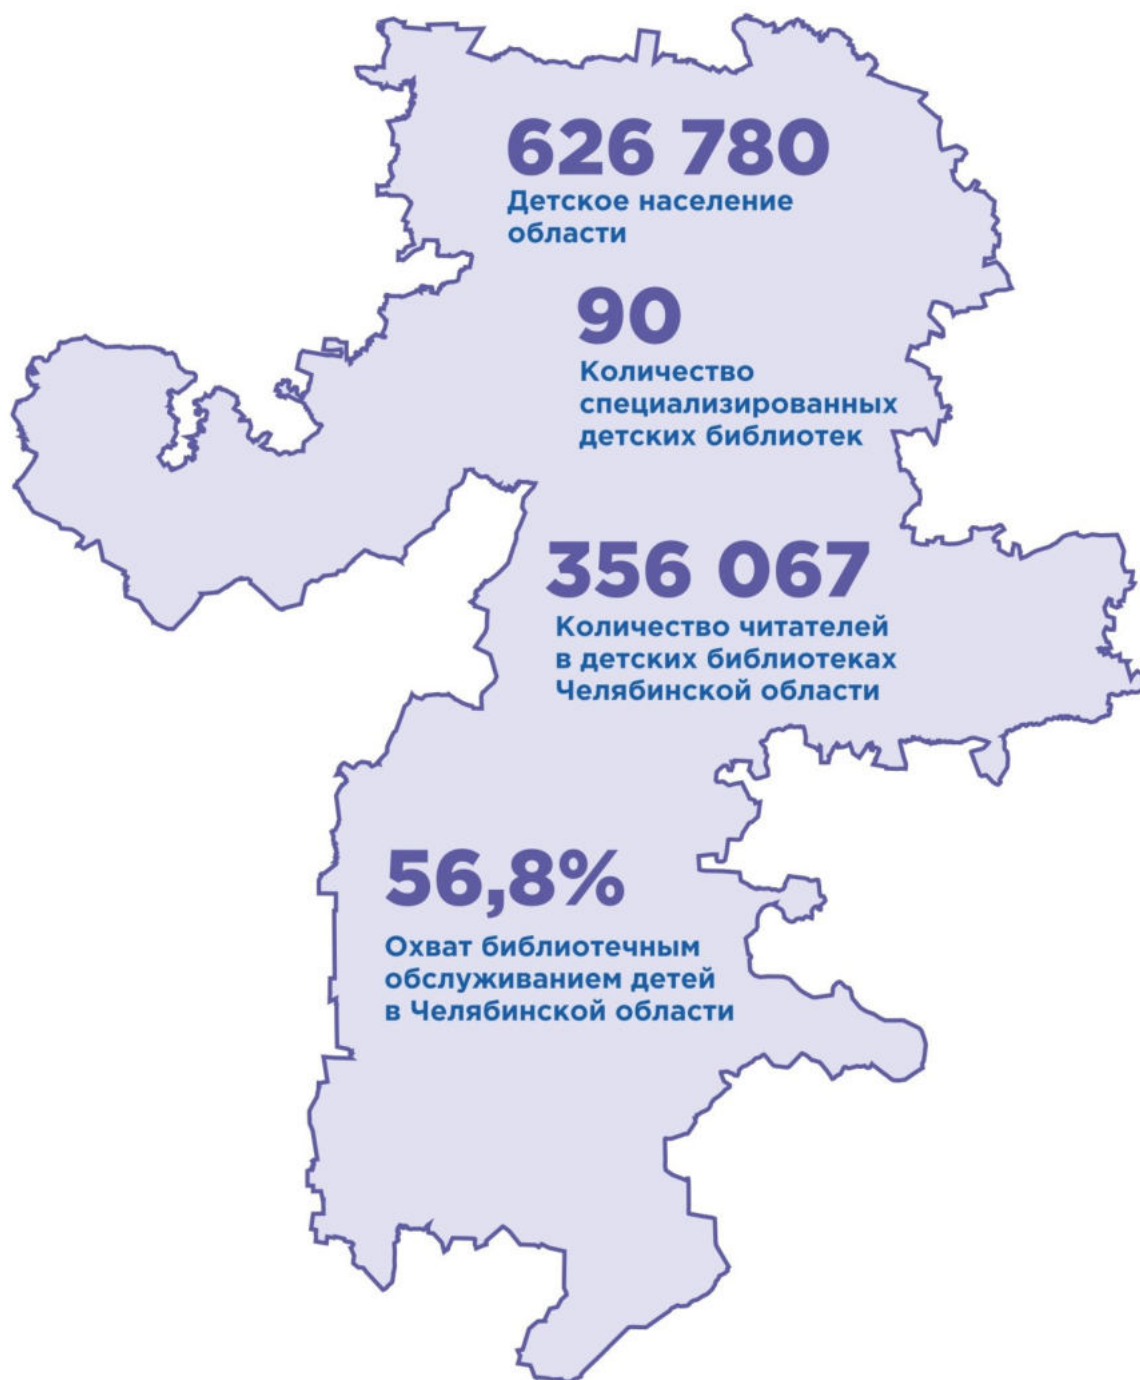 626 780
Детское население
области
90
Количество
специализированных
детских библиотек
356 067
Количество читателей
в детских библиотеках
Челябинской области
56,8%
Охват библиотечным
обслуживанием детей
в Челябинской области